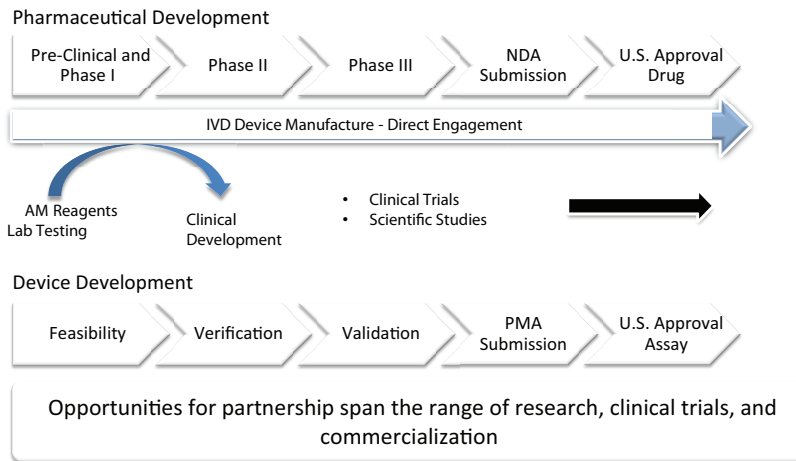 Pharmaceutical Development
Pre-Clinical and
Phase I
Phase II
Phase III
NDA
Submission
U.S. Approval
Drug
IVD Device Manufacture - Direct Engagement
AM Reagents
Lab Testing
Clinical
Development
• Clinical Trials
• Scientific Studies
Device Development
Feasibility
Verification
Validation
PMA
Submission
U.S. Approval
Assay
Opportunities for partnership span the range of research, clinical trials, and
commercialization